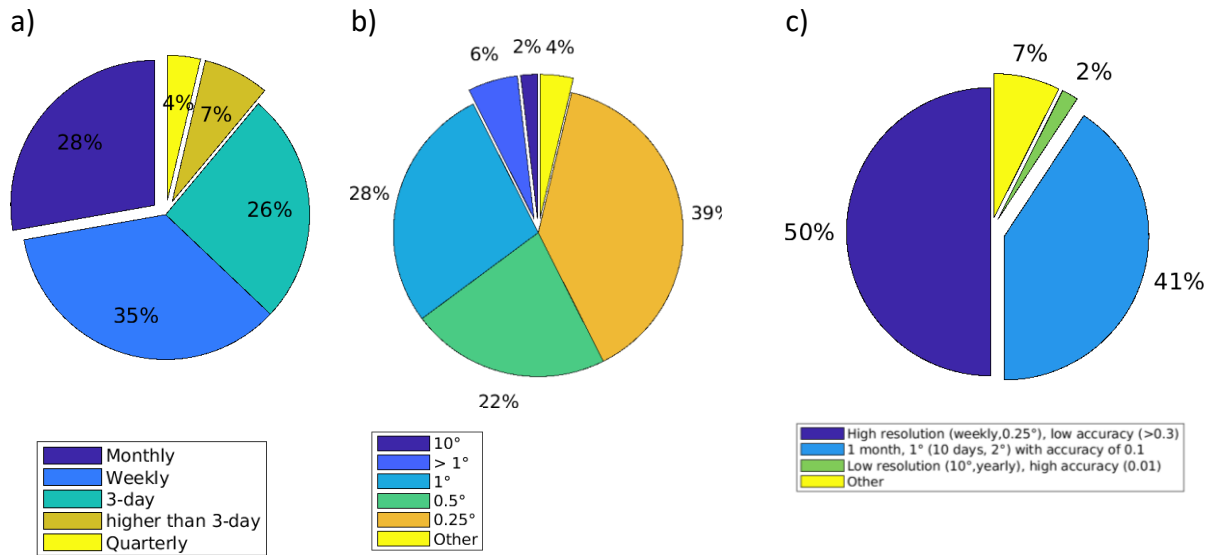 a)
28%
4%
7%
26%
35%
Monthly
Weekly
3-day
higher than 3-day
Quarterly
b)
6%
2%
4%
28%
39%
22%
10°
> 1°
1°
0.5°
0.25°
Other
c)
7%
2%
50%
41%
High resolution (weekly,0.25°), low accuracy (>0.3)
1 month, 1° (10 days, 2°) with accuracy of 0.1
Low resolution (10°,yearly), high accuracy (0.01)
Other